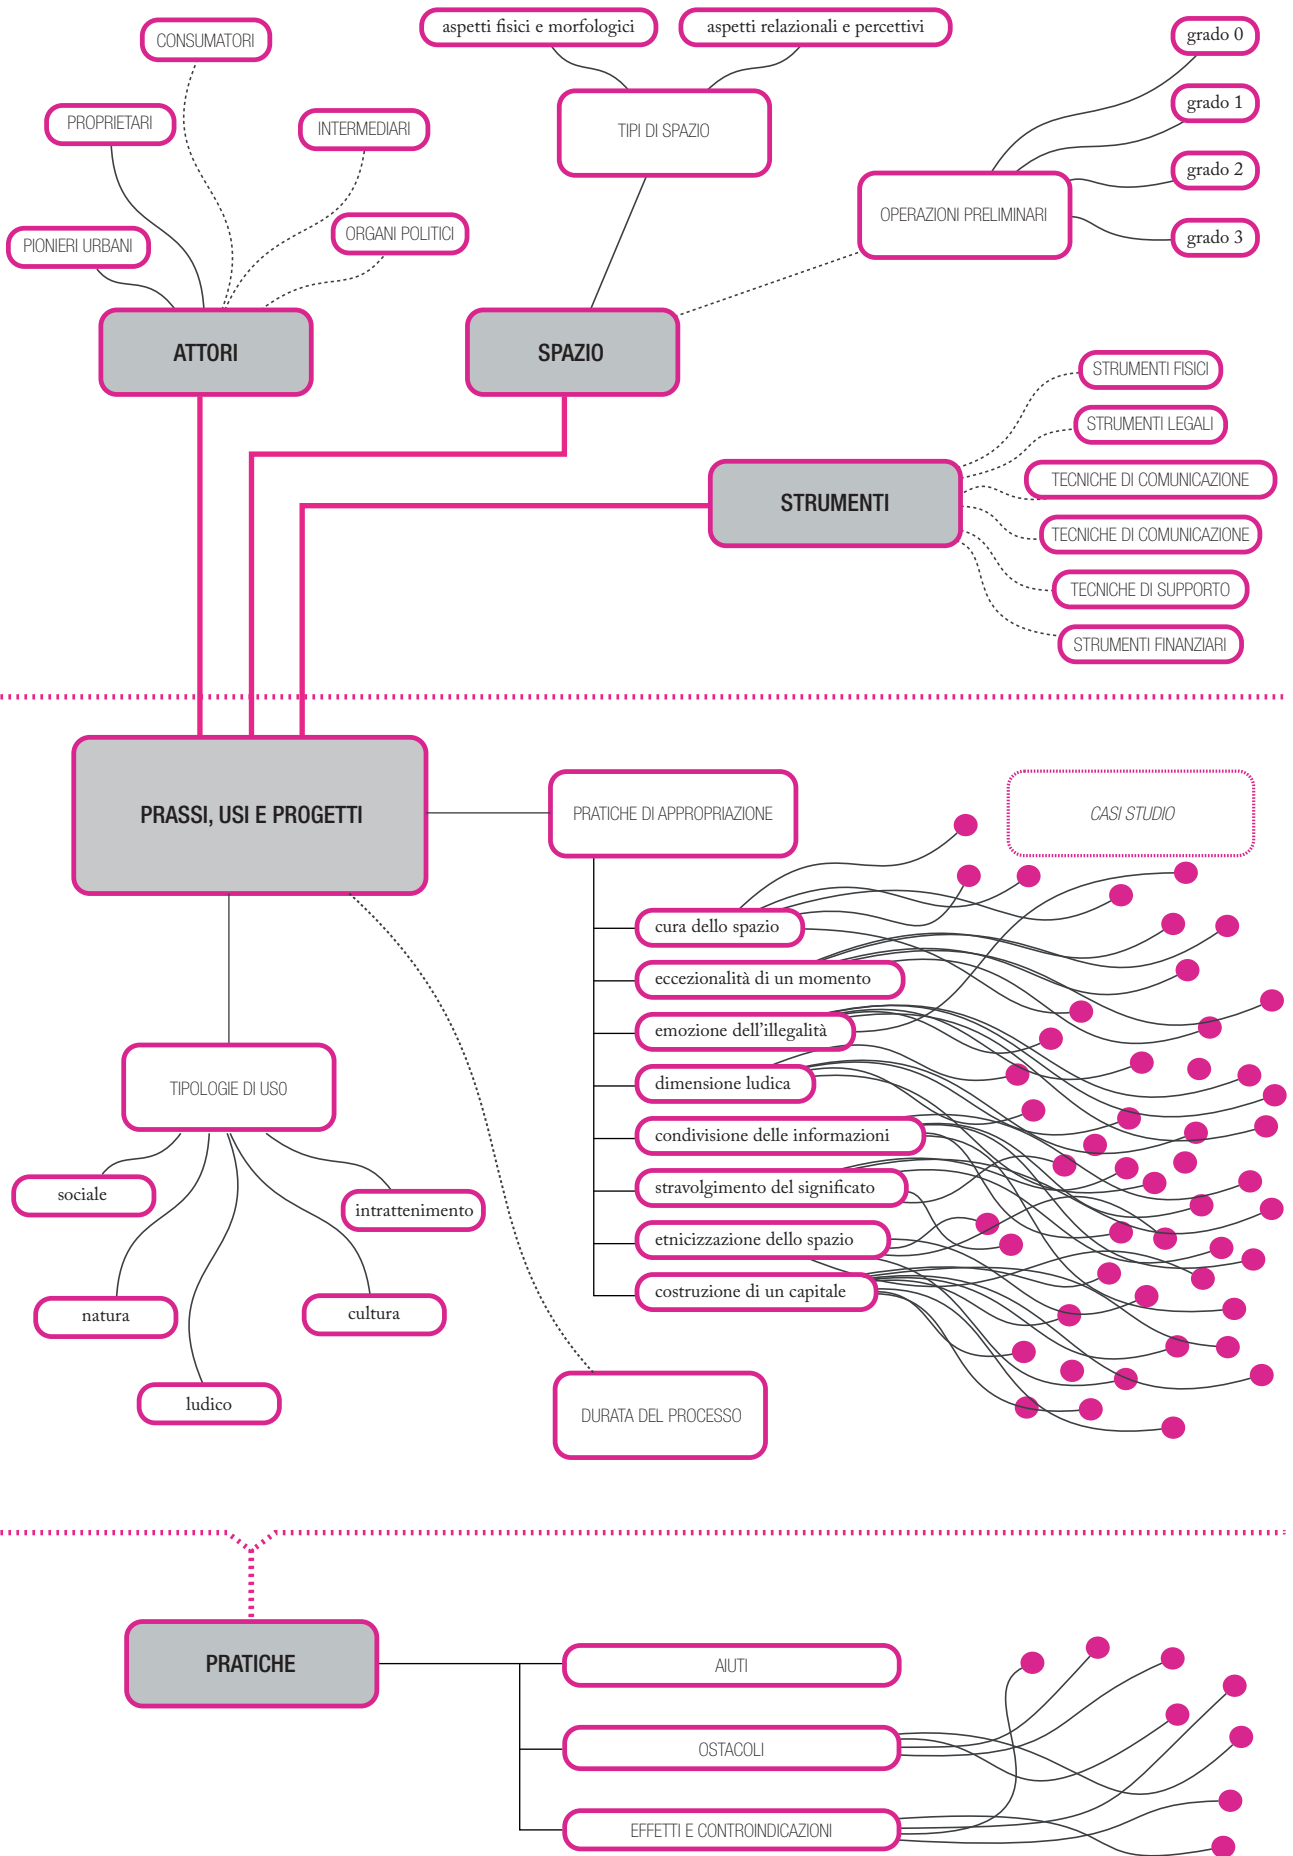 aspetti fisici e morfologici
aspetti relazionali e percettivi
grado 0
CONSUMATORI
grado 1
PROPRIETARI
INTERMEDIARI
TIPI DI SPAZIO
grado 2
OPERAZIONI PRELIMINARI
PIONIERI URBANI
ORGANI POLITICI
grado 3
ATTORI
SPAZIO
STRUMENTI FISICI
STRUMENTI LEGALI
TECNICHE DI COMUNICAZIONE
STRUMENTI
TECNICHE DI COMUNICAZIONE
TECNICHE DI SUPPORTO
STRUMENTI FINANZIARI
PRASSI, USI E PROGETTI
PRATICHE DI APPROPRIAZIONE
CASI STUDIO
cura dello spazio
eccezionalità di un momento
emozione dell'illegalità
dimensione ludica
condivisione delle informazioni
stravolgimento del significato
etnicizzazione dello spazio
costruzione di un capitale
TIPOLOGIE DI USO
sociale
intrattenimento
natura
cultura
ludico
DURATA DEL PROCESSO
PRATICHE
AIUTI
OSTACOLI
EFFETTI E CONTROINDICAZIONI